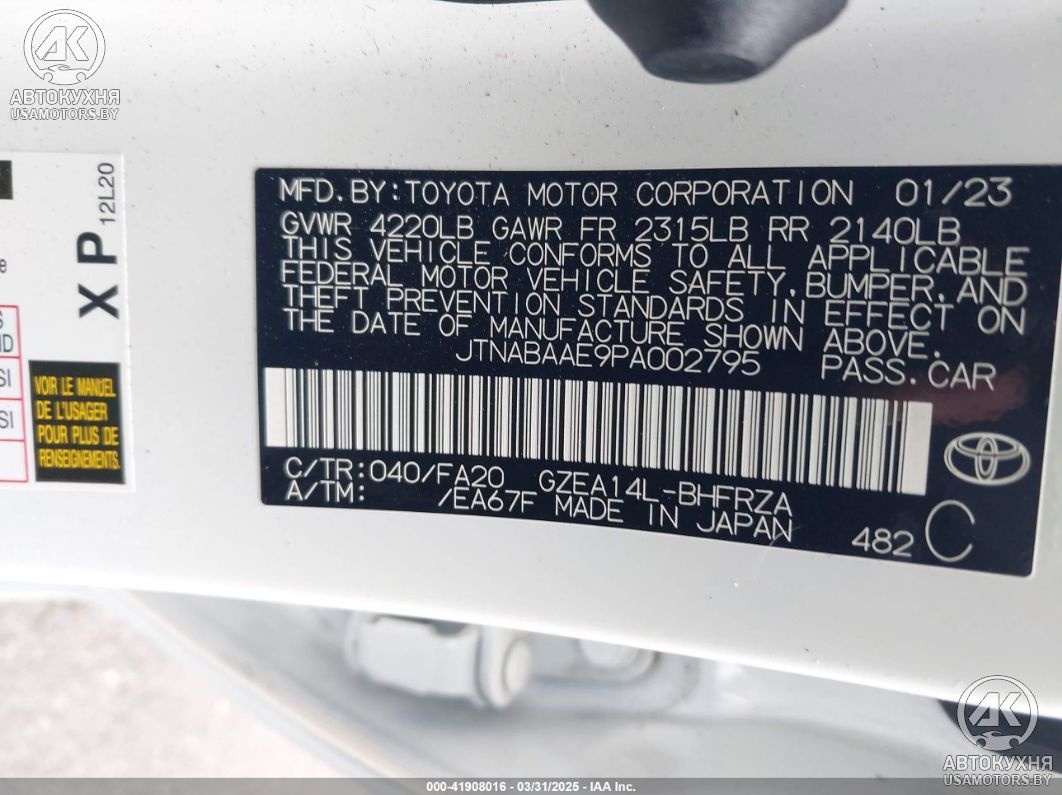 АК
АВТОКУХНЯ
USAMOTORS.BY
XP
12L20
VOIR LE MANUEL
DE L'USAGER
POUR PLUS DE
RENSEIGNEMENTS
MFD.BY:TOYOTA MOTOR CORPORATION 01/23
GVWR 4220LB GAWR FR 2315LB RR 2140LB
THIS VEHICLE CONFORMS TO ALL APPLICABLE
FEDERAL MOTOR VEHICLE SAFETY,BUMPER,AND
THEFT PREVENTION STANDARDS IN EFFECT ON
THE DATE OF MANUFACTURE SHOWN ABOVE.
JTNABAAE9PA002795 PASS.CAR
C/TR:040/FA20 GZEA14L-BHFRZA
A/TM: /EA67F MADE IN JAPAN
482 C
АК
АВТОКУХНЯ
USAMOTORS.BY
000-41908016 - 03/31/2025 - IAA Inc.